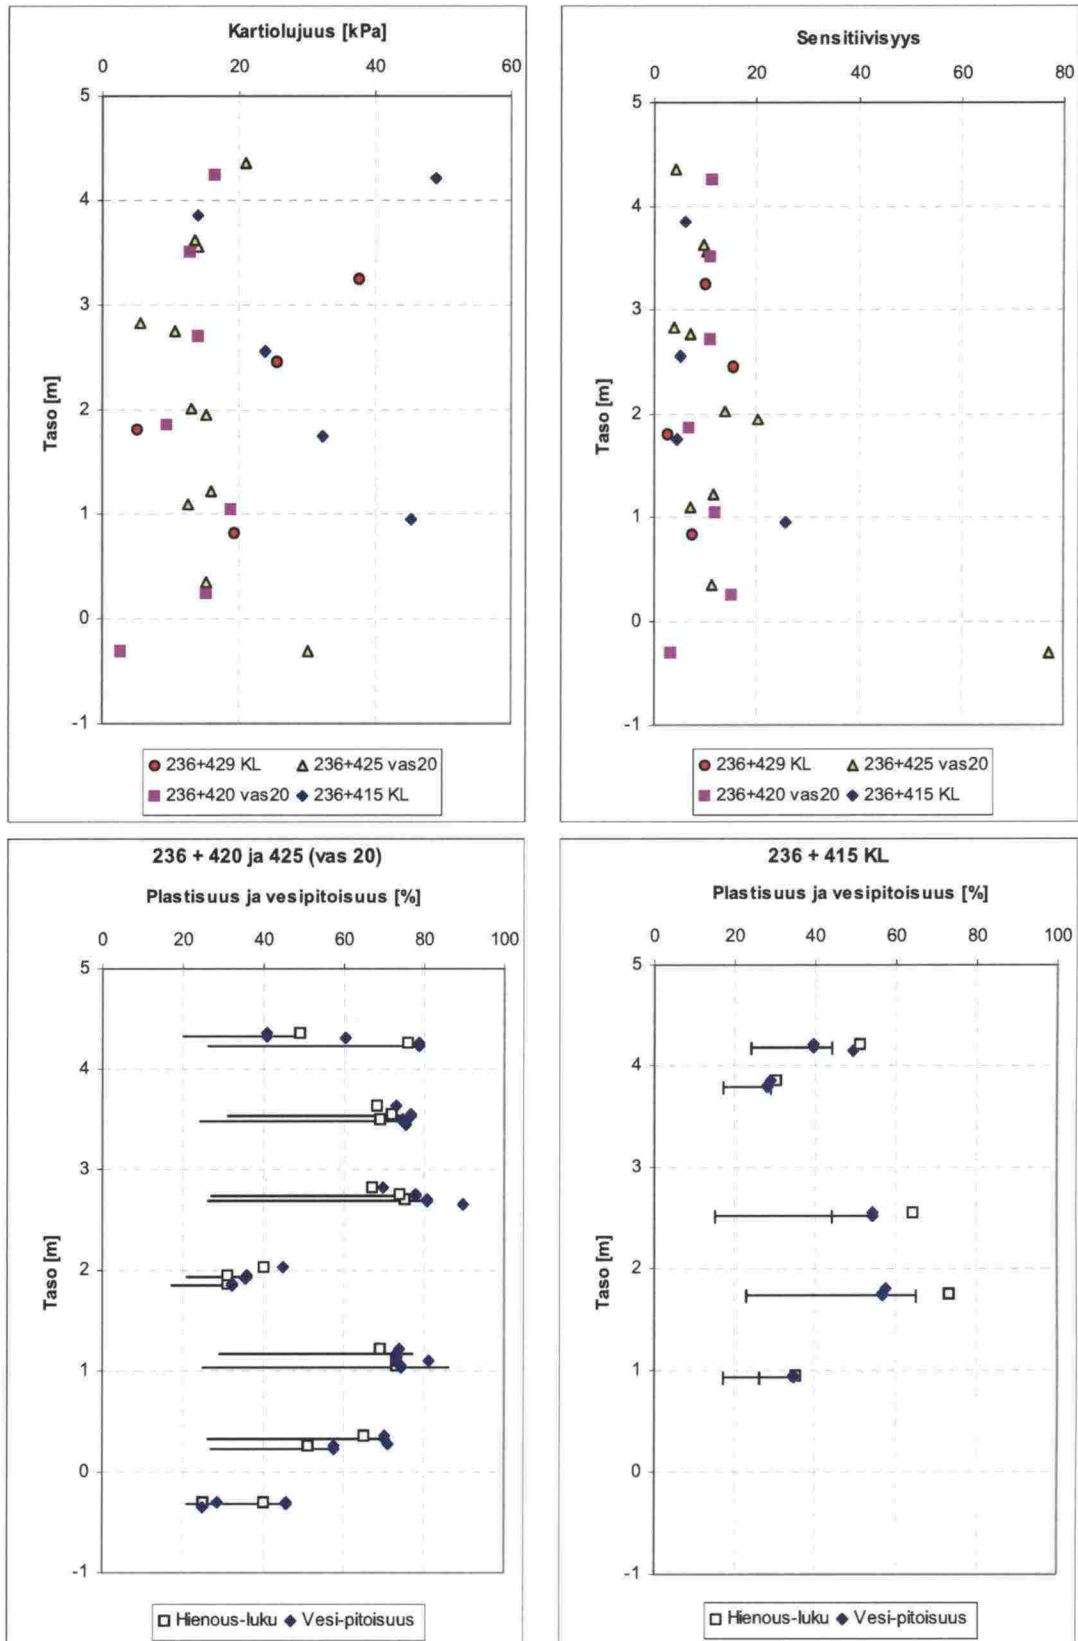 Kartiolujuus [kPa]
0 20 40 60
5
4
3
2
1
0
-1
Taso [m]
236+429 KL 236+425 vas20
236+420 vas20 236+415 KL
Sensitiivisyys
0 20 40 60 80
5
4
3
2
1
0
-1
Taso [m]
236+429 KL 236+425 vas20
236+420 vas20 236+415 KL
236 + 420 ja 425 (vas 20)
Plastisuus ja vesipitoisuus [%]
0 20 40 60 80 100
5
4
3
2
1
0
-1
Taso [m]
Hienous-luku Vesi-pitoisuus
236 + 415 KL
Plastisuus ja vesipitoisuus [%]
0 20 40 60 80 100
5
4
3
2
1
0
-1
Taso [m]
Hienous-luku Vesi-pitoisuus